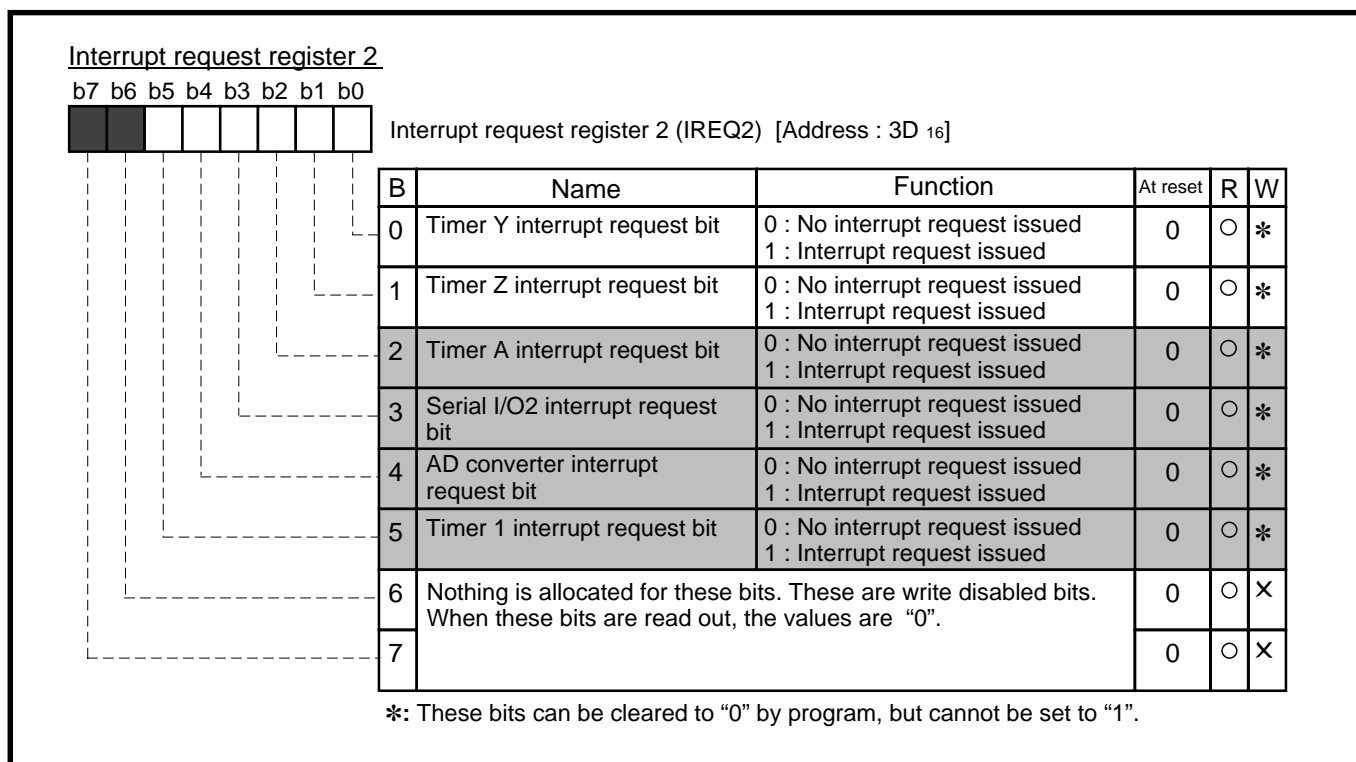 Interrupt request register 2
b7 b6 b5 b4 b3 b2 b1 b0
Interrupt request register 2 (IREQ2) [Address : 3D 16]
B Name Function At reset R W
0 Timer Y interrupt request bit 0 : No interrupt request issued 0 ○ ✻
1 : Interrupt request issued
1 Timer Z interrupt request bit 0 : No interrupt request issued 0 ○ ✻
1 : Interrupt request issued
2 Timer A interrupt request bit 0 : No interrupt request issued 0 ○ ✻
1 : Interrupt request issued
3 Serial I/O2 interrupt request 0 : No interrupt request issued 0 ○ ✻
bit 1 : Interrupt request issued
4 AD converter interrupt 0 : No interrupt request issued 0 ○ ✻
request bit 1 : Interrupt request issued
5 Timer 1 interrupt request bit 0 : No interrupt request issued 0 ○ ✻
1 : Interrupt request issued
6 Nothing is allocated for these bits. These are write disabled bits. 0 ○ ×
When these bits are read out, the values are “0”.
7 0 ○ ×
✻: These bits can be cleared to “0” by program, but cannot be set to “1”.